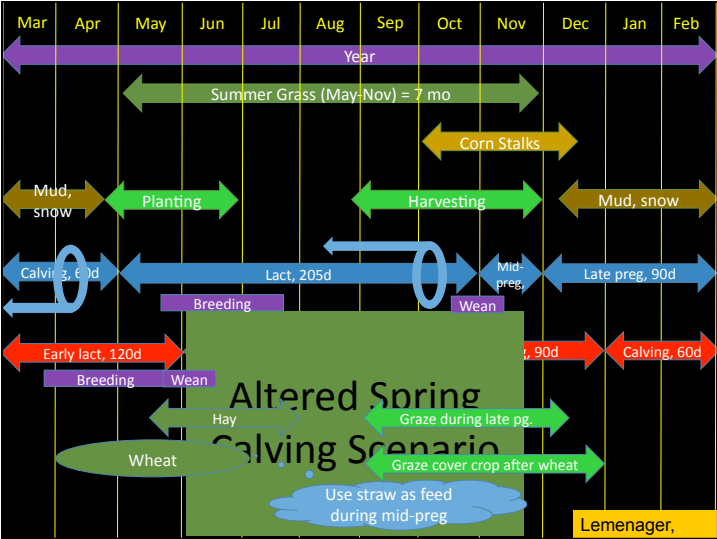 Mar Apr May Jun Jul Aug Sep Oct Nov Dec Jan Feb
Year
Summer Grass (May-Nov) = 7 mo
Corn Stalks
Mud,
snow
Planting
Harvesting
Mud, snow
Calving, 60d
Lact, 205d
Mid-
preg,
Late preg, 90d
Breeding
Wean
Early lact, 120d
g, 90d
Calving, 60d
Breeding
Wean
Altered Spring
Calving Scenario
Hay
Graze during late pg.
Wheat
Graze cover crop after wheat
Use straw as feed
during mid-preg
Lemenager,